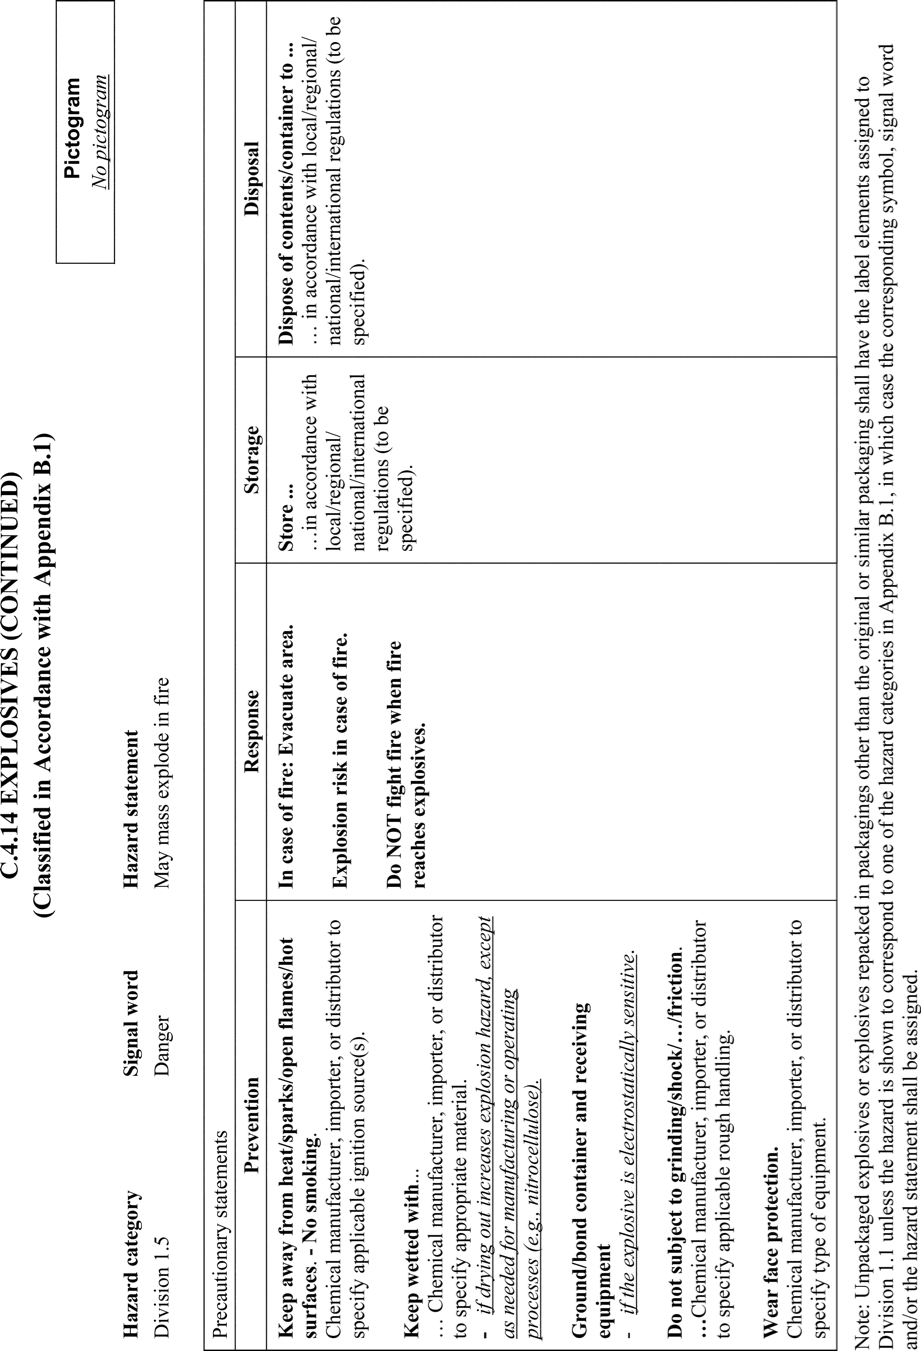 C.4.14 EXPLOSIVES (CONTINUED)
(Classified in Accordance with Appendix B.1)
Pictogram
No pictogram
Hazard category
Division 1.5
Signal word
Danger
Hazard statement
May mass explode in fire
Precautionary statements
Prevention
Keep away from heat/sparks/open flames/hot
surfaces. - No smoking.
Chemical manufacturer, importer, or distributor to
specify applicable ignition source(s).
Keep wetted with...
… Chemical manufacturer, importer, or distributor
to specify appropriate material.
- if drying out increases explosion hazard, except
as needed for manufacturing or operating
processes (e.g., nitrocellulose).
Ground/bond container and receiving
equipment
- if the explosive is electrostatically sensitive.
Do not subject to grinding/shock/…/friction.
…Chemical manufacturer, importer, or distributor
to specify applicable rough handling.
Wear face protection.
Chemical manufacturer, importer, or distributor to
specify type of equipment.
Response
In case of fire: Evacuate area.
Explosion risk in case of fire.
Do NOT fight fire when fire
reaches explosives.
Storage
Store ...
…in accordance with
local/regional/
national/international
regulations (to be
specified).
Disposal
Dispose of contents/container to ...
… in accordance with local/regional/
national/international regulations (to be
specified).
Note: Unpackaged explosives or explosives repacked in packagings other than the original or similar packaging shall have the label elements assigned to
Division 1.1 unless the hazard is shown to correspond to one of the hazard categories in Appendix B.1, in which case the corresponding symbol, signal word
and/or the hazard statement shall be assigned.